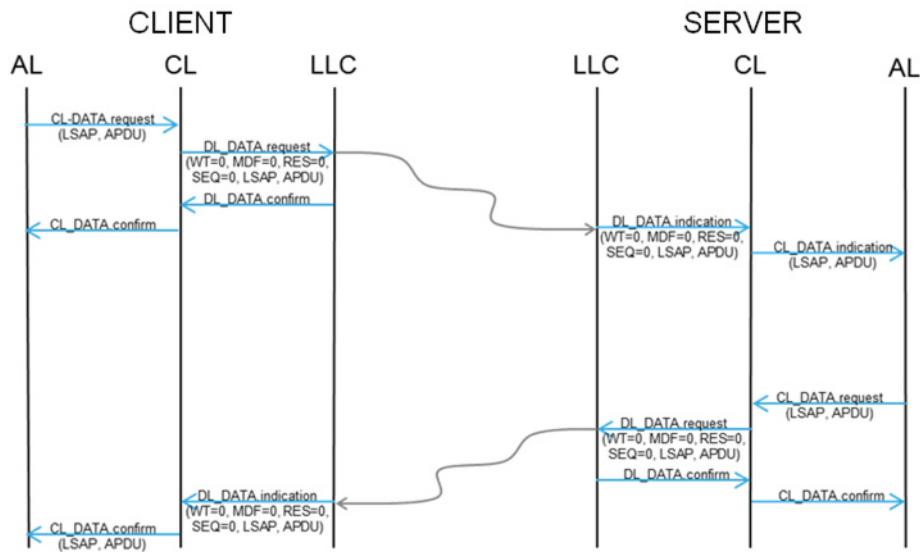 CLIENT
SERVER
AL
CL
LLC
LLC
CL
AL
CL-DATA.request
(LSAP, APDU)
DL_DATA.request
(WT=0, MDF=0, RES=0,
SEQ=0, LSAP, APDU)
DL_DATA.confirm
CL_DATA.confirm
DL_DATA.indication
(WT=0, MDF=0, RES=0,
SEQ=0, LSAP, APDU)
CL_DATA.indication
(LSAP, APDU)
CL_DATA.request
(LSAP, APDU)
DL_DATA.request
(WT=0, MDF=0, RES=0,
SEQ=0, LSAP, APDU)
DL_DATA.confirm
CL_DATA.confirm
DL_DATA.indication
(WT=0, MDF=0, RES=0,
SEQ=0, LSAP, APDU)
CL_DATA.confirm
(LSAP, APDU)